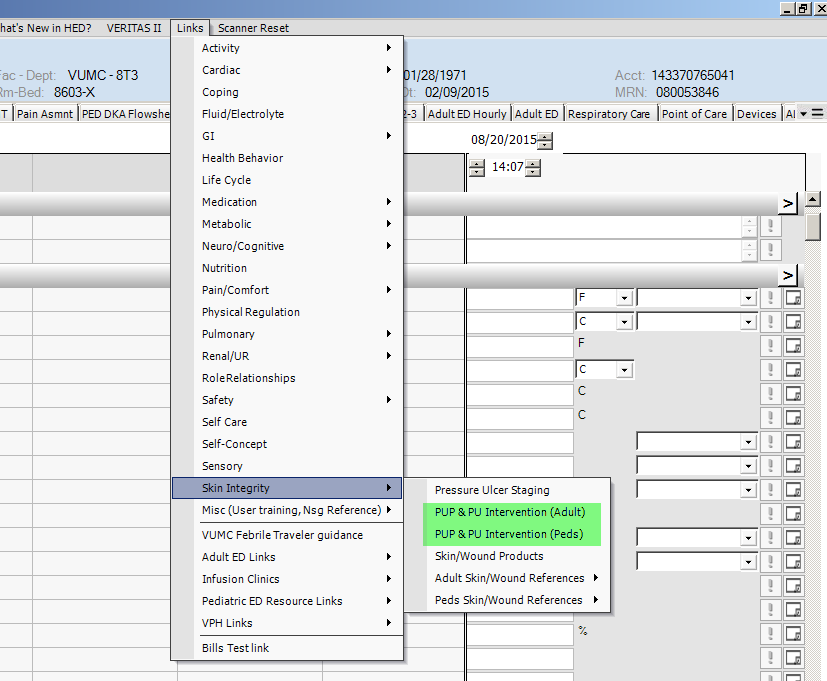 hat's New in HED? VERITAS II Links Skin Scanner Reset
Fac - Dept: VUMC - 8T3 01/28/1971 Acct: 143370765041
Rm-Bed: 8603-X Dt: 02/09/2015 MRN: 080053846
T Pain Asmnt PED DKA Flowshe 2-3 Adult ED Hourly Adult ED Respiratory Care Point of Care Devices
08/20/2015
14:07
>
>
F
C
F
C
C
C
%
Activity
Cardiac
Coping
Fluid/Electrolyte
GI
Health Behavior
Life Cycle
Medication
Metabolic
Neuro/Cognitive
Nutrition
Pain/Comfort
Physical Regulation
Pulmonary
Renal/UR
RoleRelationships
Safety
Self Care
Self-Concept
Sensory
Skin Integrity
Misc (User training, Nsg Reference)
VUMC Febrile Traveler guidance
Adult ED Links
Infusion Clinics
Pediatric ED Resource Links
VPH Links
Bills Test link
Pressure Ulcer Staging
PUP & PU Intervention (Adult)
PUP & PU Intervention (Peds)
Skin/Wound Products
Adult Skin/Wound References
Peds Skin/Wound References